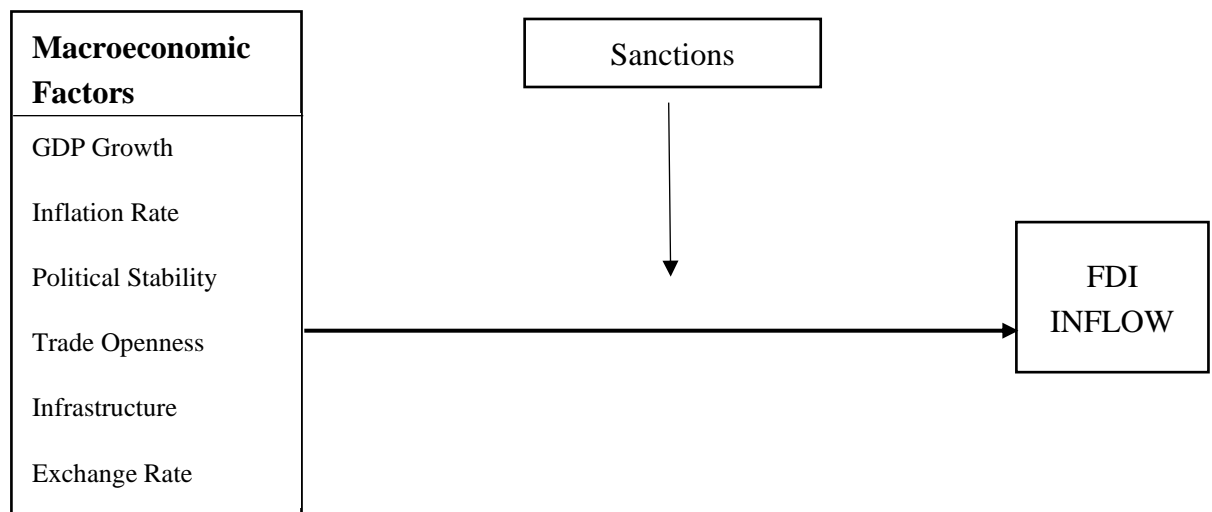 Macroeconomic
Factors
GDP Growth
Inflation Rate
Political Stability
Trade Openness
Infrastructure
Exchange Rate
Sanctions
FDI
INFLOW